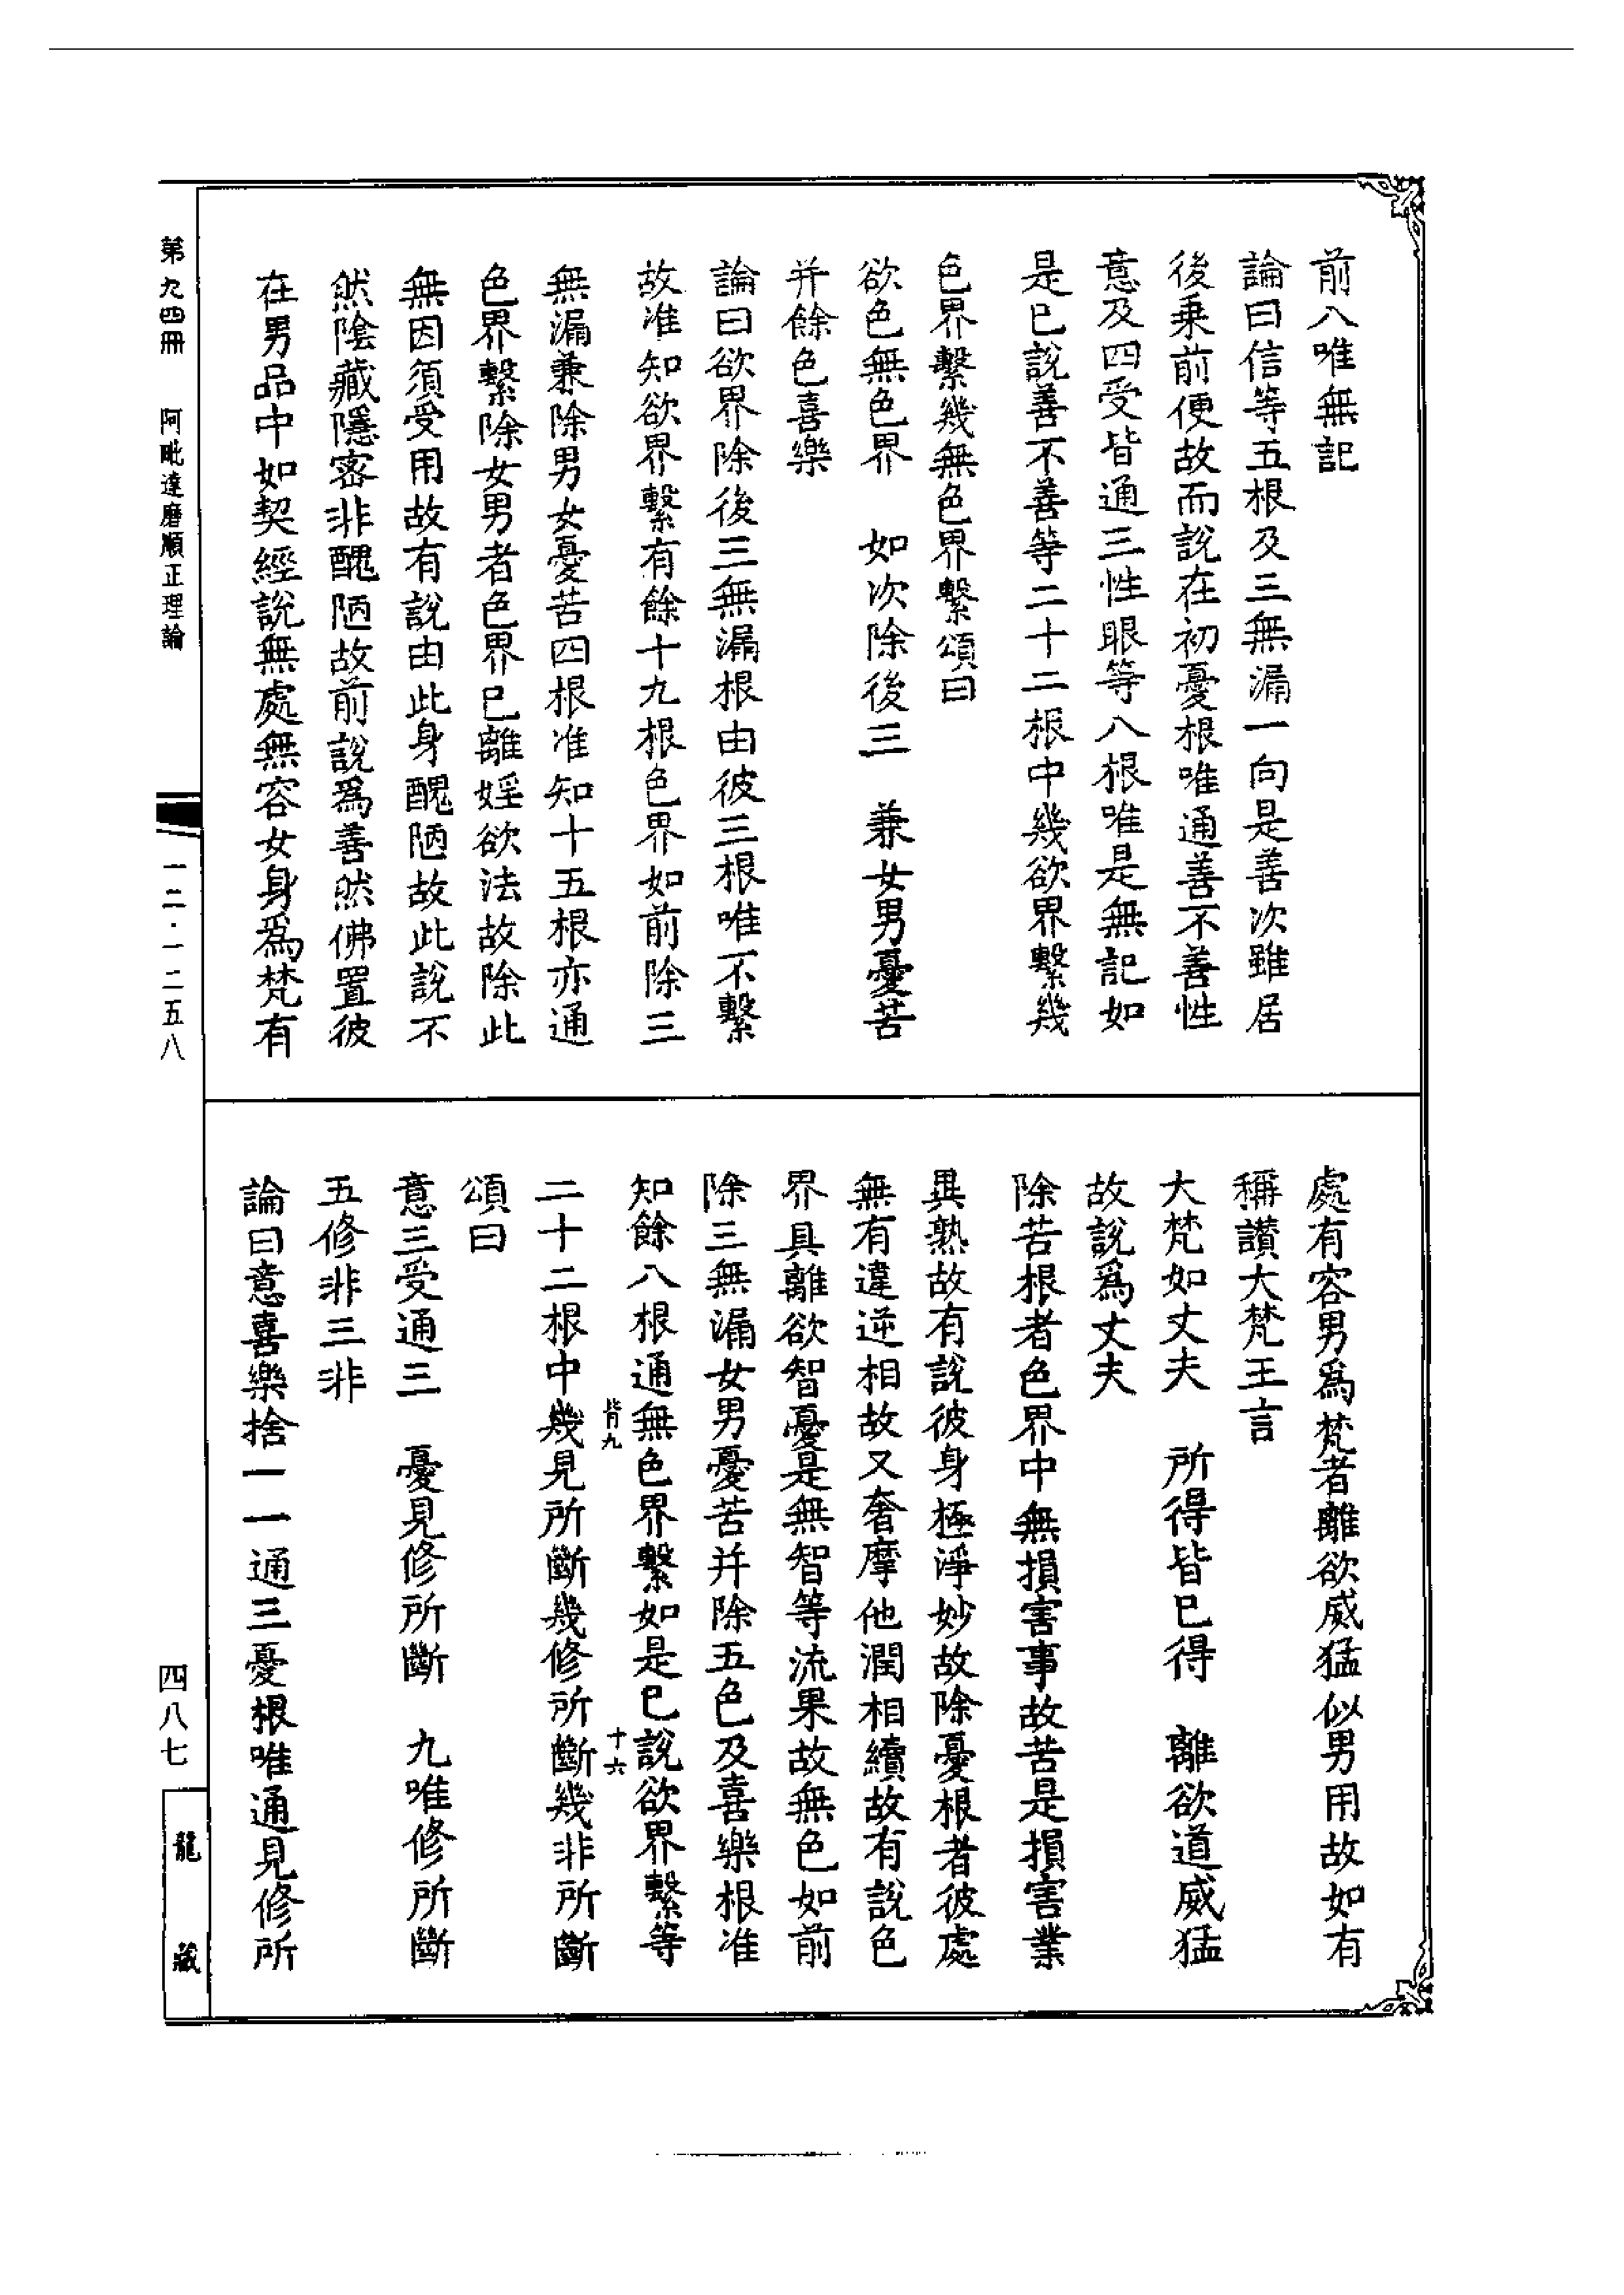 前八唯無記
論曰信等五根及三無漏一向是善次雖居
後乗前便故而說在初憂根唯通善不善性
意及四受皆通三性眼等八根唯是無記如
是已說善不善等二十二根中幾欲界繫幾
色界繫幾無色界繫頌曰
欲色無色界　如次除後三　兼女男憂苦
并餘色喜樂
論曰欲界除後三無漏根由彼三根唯不繫
故准知欲界繫有餘十九根色界如前除三
無漏兼除男女憂苦四根准知十五根亦通
色界繫除女男者色界已離婬欲法故除此
無因須受用故有說由此身醜陋故此說不
然陰藏隱密非醜陋故前說爲善然佛置彼
在男品中如契經說無處無容女身爲梵有
處有容男爲梵者離欲威猛似男用故如有
稱讃大梵王言
大梵如丈夫　所得皆已得　離欲道威猛
故說爲丈夫
除苦根者色界中無損害事故苦是損害業
異熟故有說彼身極淨妙故除憂根者彼處
無有違逆相故又奢摩他潤相續故有說色
界具離欲智憂是無智等流果故無色如前
除三無漏女男憂苦并除五色及喜樂根准
知餘八根通無色界繫如是已說欲界繫等
二十二根中幾見所斷幾修所斷幾非所斷
頌曰
意三受通三　憂見修所斷　九唯修所斷
五修非三非
論曰意喜樂捨一一通三憂根唯通見修所
背九
十六
第九四冊　阿毗達磨順正理論
一二·一二五八
四八七
龍藏